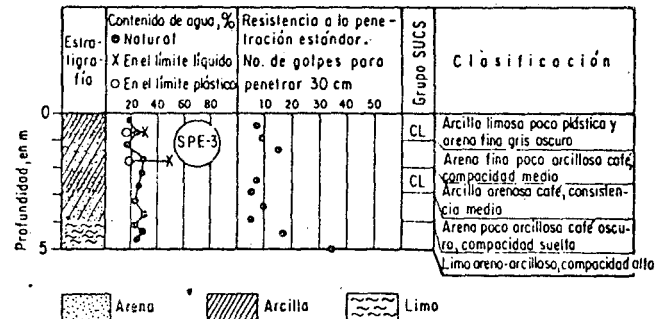 Estra-
tigra-
fía
Contenido de agua, %
Natural
En el límite líquido
En el límite plástico
20 40 60 80
Resistencia a la pene-
tración estándar.
No. de golpes para
penetrar 30 cm
10 20 30 40 50
Grupo SUCS
Clasificación
Profundidad, en m
0
5
SPE-3
CL
CL
Arcilla limosa poco plástica y
arena fina gris oscuro
Arena fina poco arcillosa café,
compacidad media
Arcilla arenosa café, consisten-
cia media
Arena poco arcillosa café oscu-
ra, compacidad suelta
Limo areno-arcilloso, compacidad alta
Arena
Arcilla
Limo